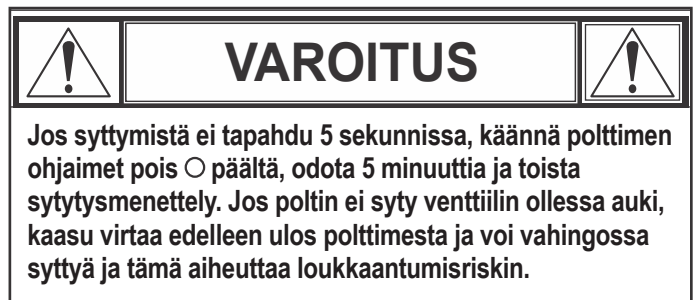 VAROITUS
Jos syttymistä ei tapahdu 5 sekunnissa, käännä polttimen
ohjaimet pois ○ päältä, odota 5 minuuttia ja toista
sytytysmenettely. Jos poltin ei syty venttiilin ollessa auki,
kaasu virtaa edelleen ulos polttimesta ja voi vahingossa
syttyä ja tämä aiheuttaa loukkaantumisriskin.